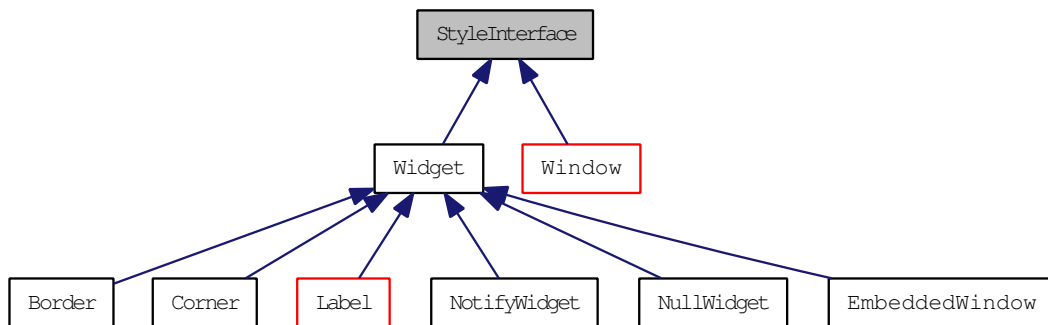 StyleInterface
Widget
Window
Border
Corner
Label
NotifyWidget
NullWidget
EmbeddedWindow